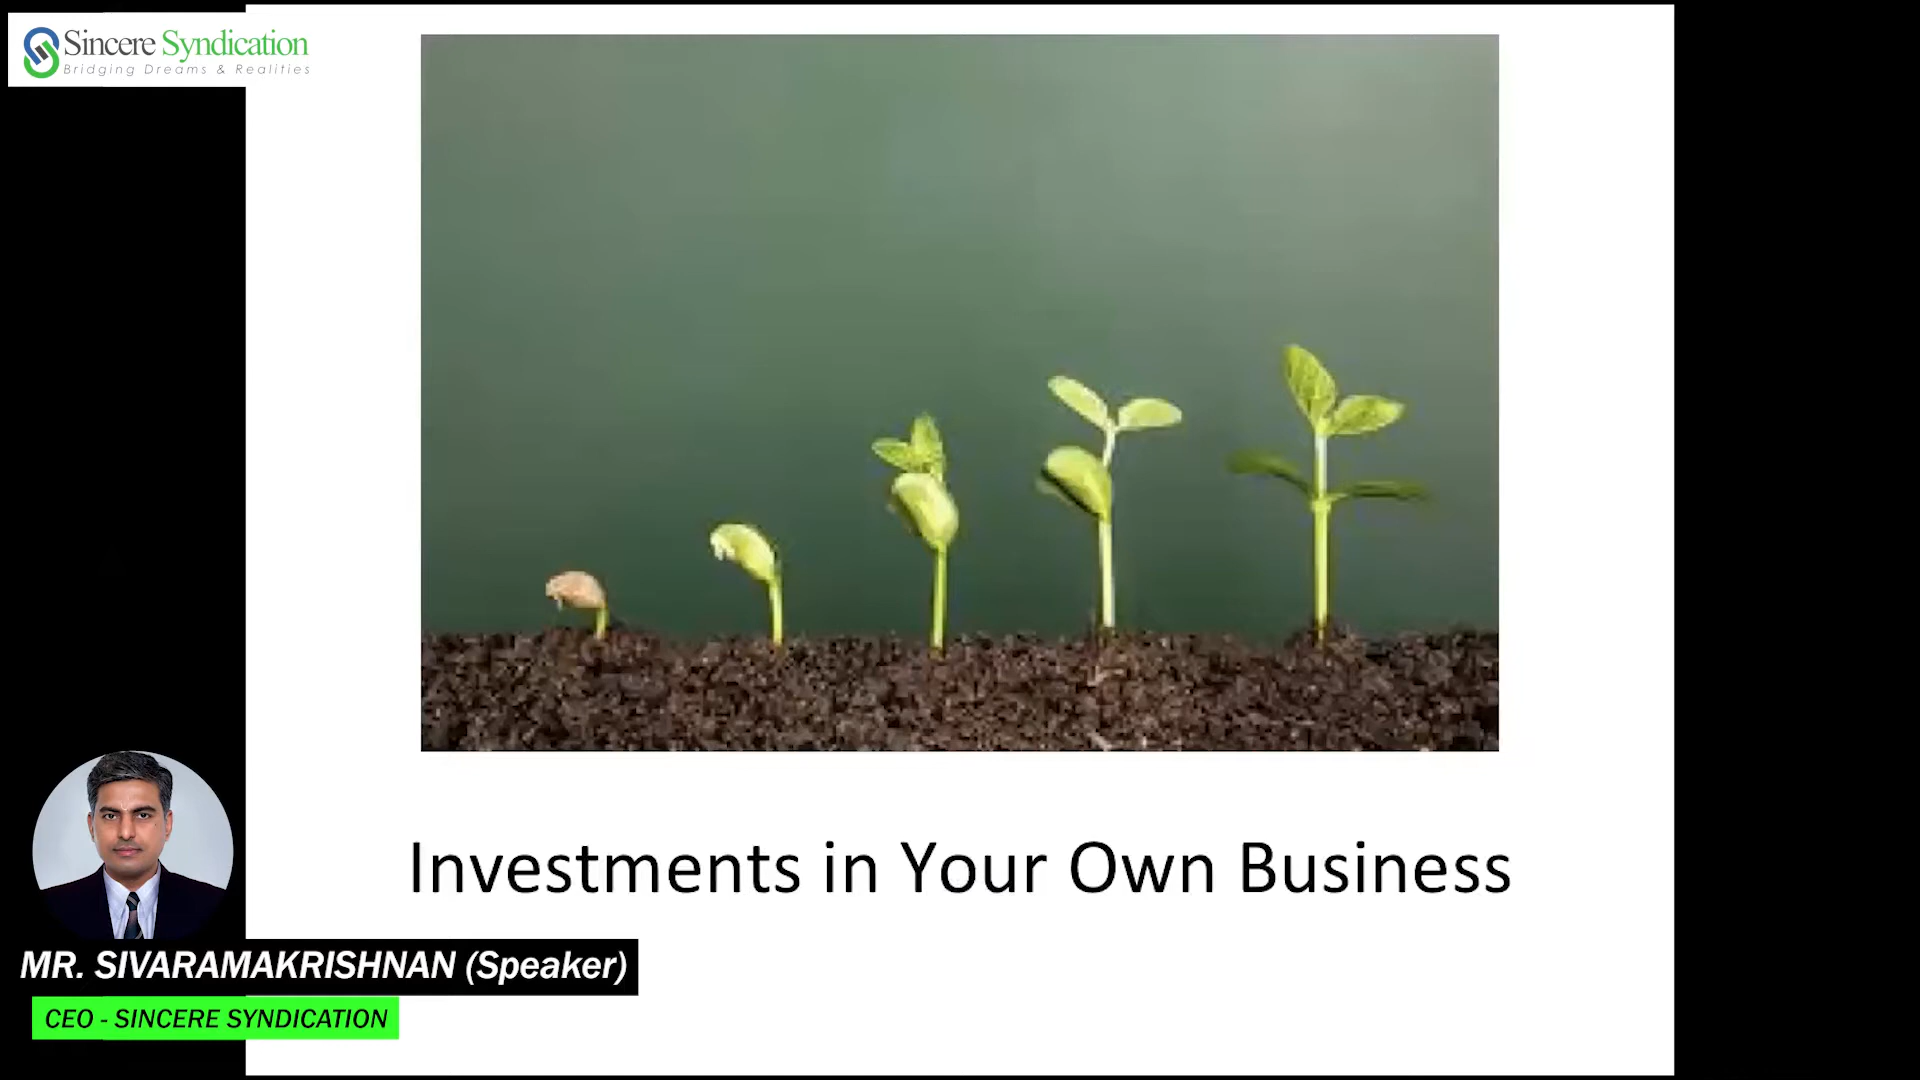 Sincere Syndication
Bridging Dreams & Realities
Investments in Your Own Business
MR. SIVARAMAKRISHNAN (Speaker)
CEO - SINCERE SYNDICATION